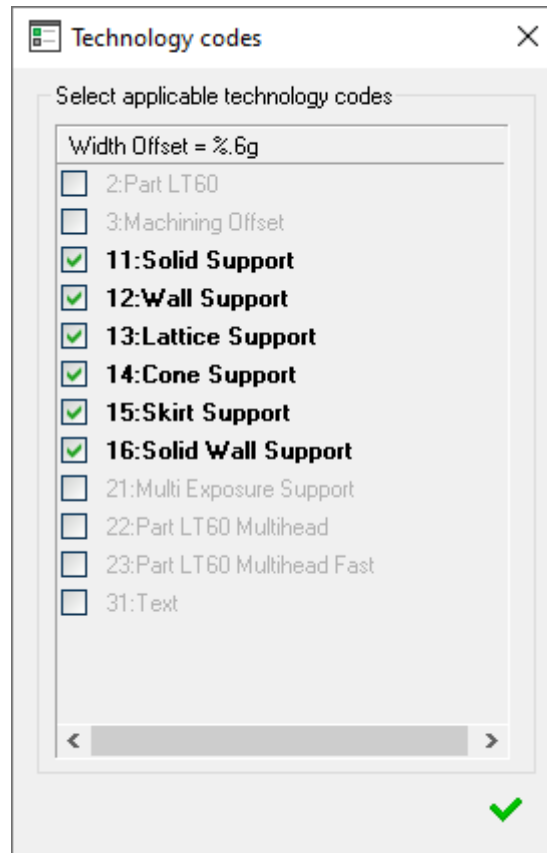 Technology codes
Select applicable technology codes
Width Offset = %.6g
2:Part LT60
3:Machining Offset
11:Solid Support
12:Wall Support
13:Lattice Support
14:Cone Support
15:Skirt Support
16:Solid Wall Support
21:Multi Exposure Support
22:Part LT60 Multihead
23:Part LT60 Multihead Fast
31:Text